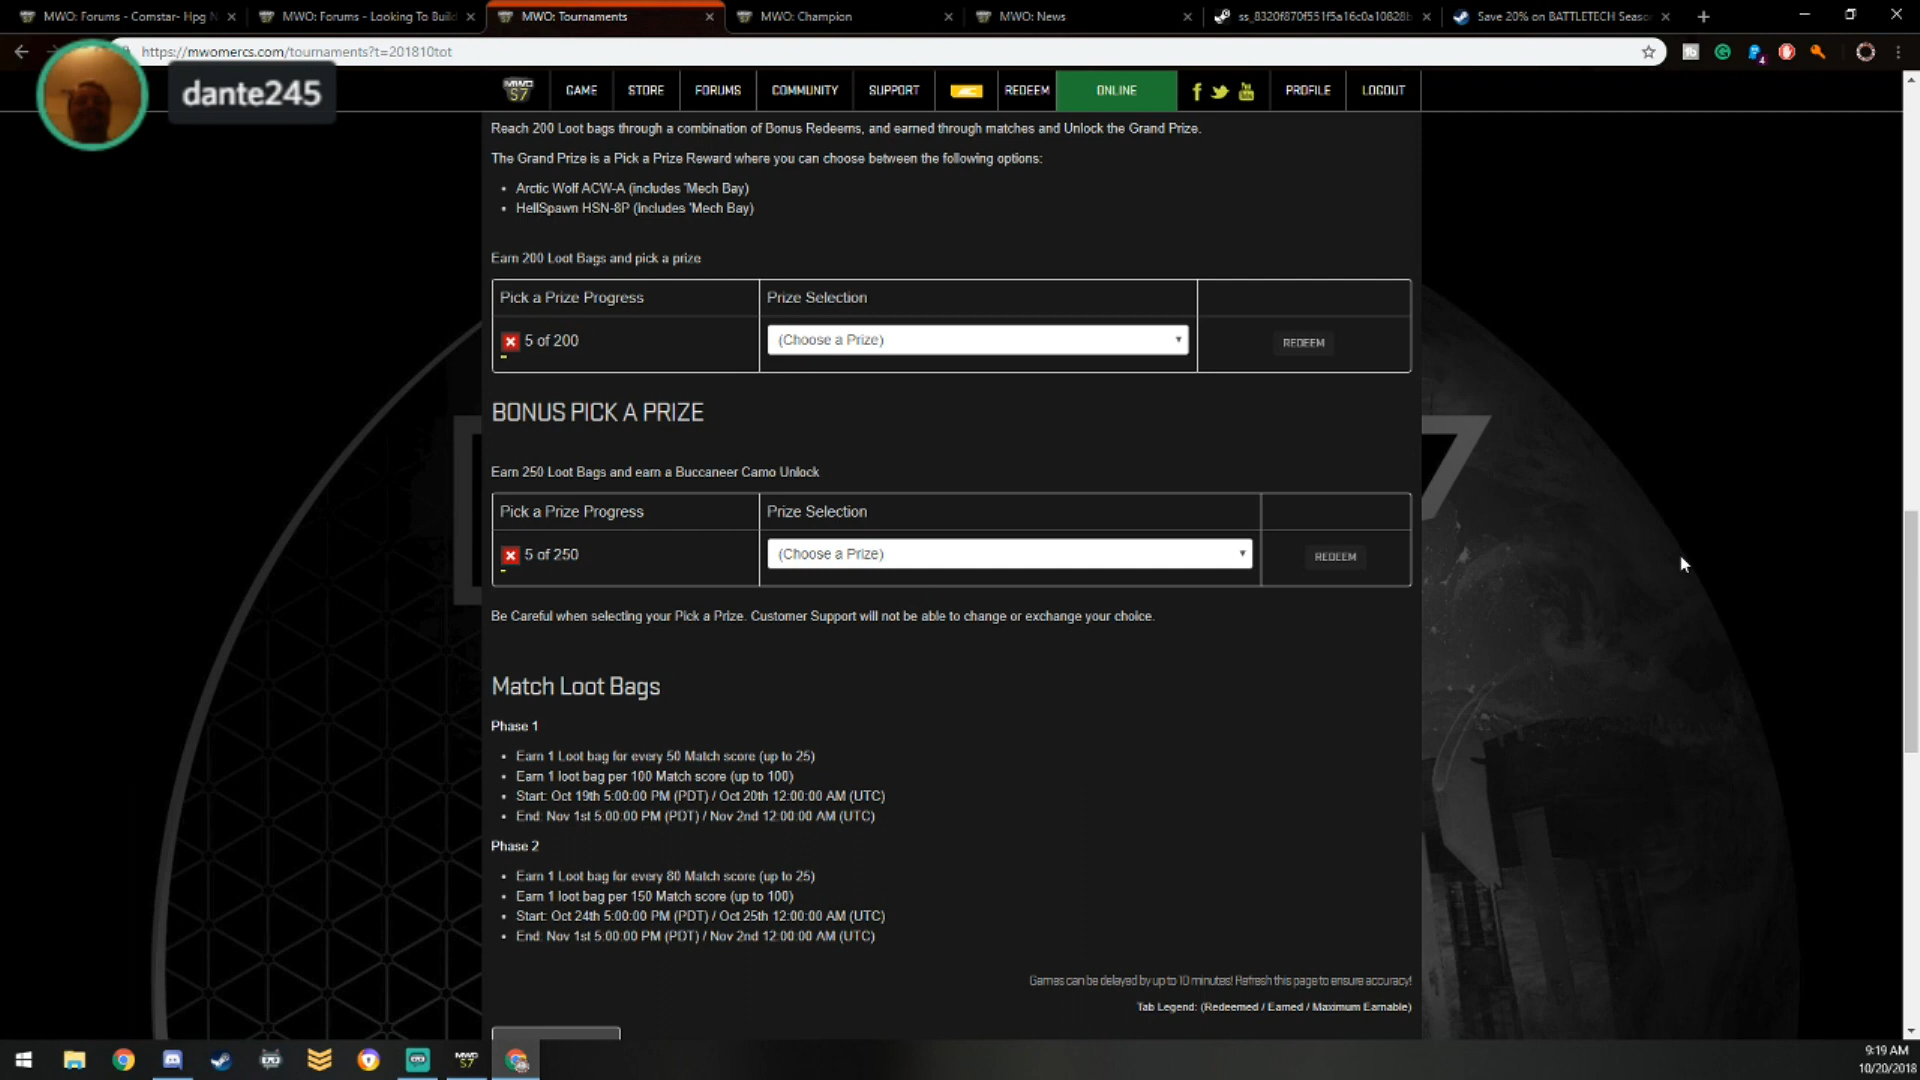 MWO: Forums - Comstar- Hpg N
MWO: Forums - Looking To Build
MWO: Tournaments
MWO: Champion
MWO: News
ss_8320f870f551f5a16c0a10828b
Save 20% on BATTLETECH Seaso
https://mwomercs.com/tournaments?t=201810tot
dante245
MWO
S7
GAME
STORE
FORUMS
COMMUNITY
SUPPORT
REDEEM
ONLINE
PROFILE
LOGOUT
Reach 200 Loot bags through a combination of Bonus Redeems, and earned through matches and Unlock the Grand Prize.
The Grand Prize is a Pick a Prize Reward where you can choose between the following options:
• Arctic Wolf ACW-A (includes 'Mech Bay)
• HellSpawn HSN-8P (includes 'Mech Bay)
Earn 200 Loot Bags and pick a prize
Pick a Prize Progress
Prize Selection
5 of 200
(Choose a Prize)
REDEEM
BONUS PICK A PRIZE
Earn 250 Loot Bags and earn a Buccaneer Camo Unlock
Pick a Prize Progress
Prize Selection
5 of 250
(Choose a Prize)
REDEEM
Be Careful when selecting your Pick a Prize. Customer Support will not be able to change or exchange your choice.
Match Loot Bags
Phase 1
• Earn 1 Loot bag for every 50 Match score (up to 25)
• Earn 1 loot bag per 100 Match score (up to 100)
• Start: Oct 19th 5:00:00 PM (PDT) / Oct 20th 12:00:00 AM (UTC)
• End: Nov 1st 5:00:00 PM (PDT) / Nov 2nd 12:00:00 AM (UTC)
Phase 2
• Earn 1 Loot bag for every 80 Match score (up to 25)
• Earn 1 loot bag per 150 Match score (up to 100)
• Start: Oct 24th 5:00:00 PM (PDT) / Oct 25th 12:00:00 AM (UTC)
• End: Nov 1st 5:00:00 PM (PDT) / Nov 2nd 12:00:00 AM (UTC)
Games can be delayed by up to 10 minutes! Refresh this page to ensure accuracy!
Tab Legend: (Redeemed / Earned / Maximum Earnable)
MWO
S7
9:19 AM
10/20/2018